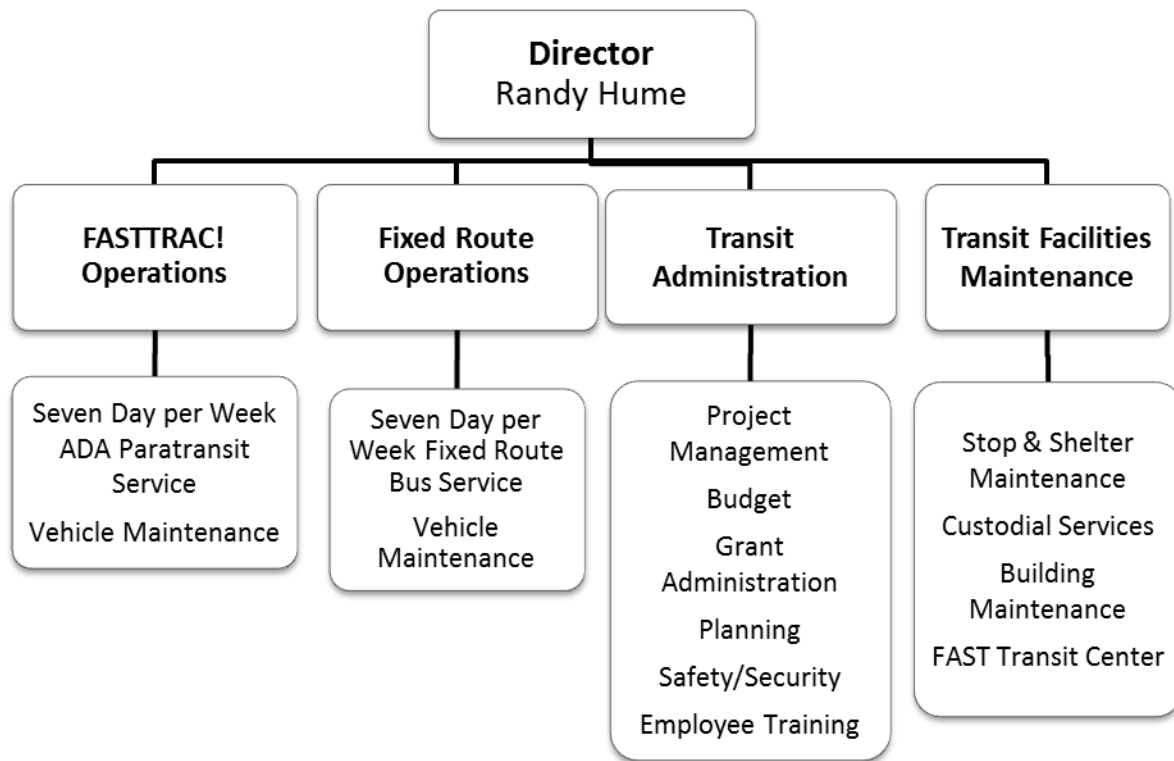 Director
Randy Hume
FASTTRAC!
Operations
Fixed Route
Operations
Transit
Administration
Transit Facilities
Maintenance
Seven Day per Week
ADA Paratransit
Service
Vehicle Maintenance
Seven Day per
Week Fixed Route
Bus Service
Vehicle
Maintenance
Project
Management
Budget
Grant
Administration
Planning
Safety/Security
Employee Training
Stop & Shelter
Maintenance
Custodial Services
Building
Maintenance
FAST Transit Center